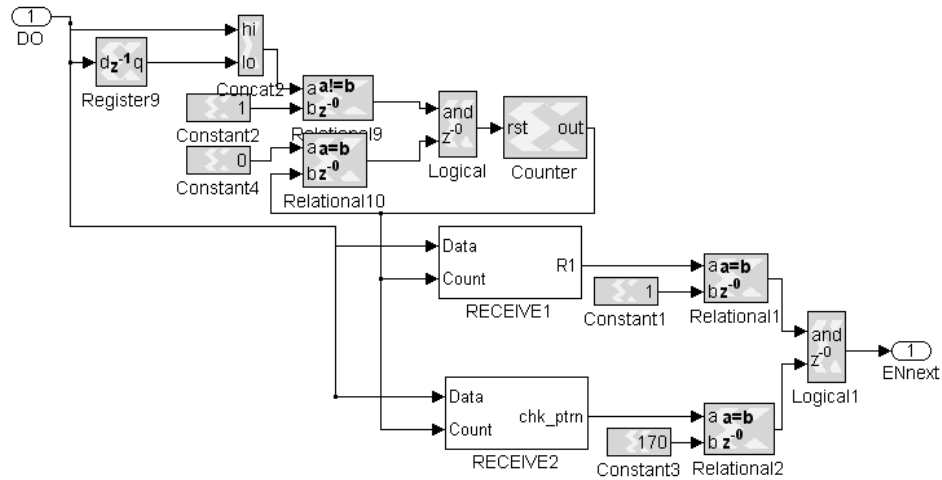 1
DO
hi
lo
Concat2
d z-1 q
Register9
a a!=b
b z-0
Relational9
1
Constant2
and
z-0
Logical
rst out
Counter
0
Constant4
a a=b
b z-0
Relational10
Data
Count
R1
RECEIVE1
1
Constant1
a a=b
b z-0
Relational1
and
z-0
Logical1
1
ENnext
Data
Count
chk_ptrn
RECEIVE2
170
Constant3
a a=b
b z-0
Relational2